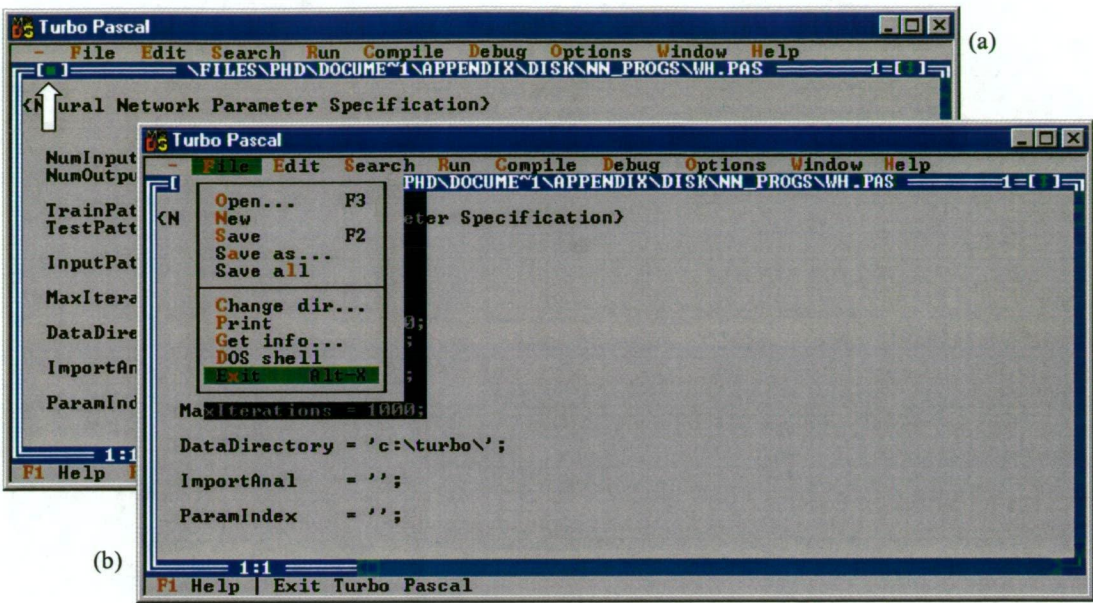 Turbo Pascal
(a)
- File Edit Search Run Compile Debug Options Window Help
\FILES\PHD\DOCUME~1\APPENDIX\DISK\NN_PROGS\WH.PAS 1=[ ]
ural Network Parameter Specification}
NumInput
NumOutpu
TrainPat
TestPatt
InputPat
MaxItera
DataDire
ImportAn
ParamInd
1:1
F1 Help
Turbo Pascal
- File Edit Search Run Compile Debug Options Window Help
PHD\DOCUME~1\APPENDIX\DISK\NN_PROGS\WH.PAS 1=[ ]
{N eter Specification}
Open... F3
New
Save F2
Save as...
Save all
Change dir...
Print 0;
Get info... ;
DOS shell
Exit Alt-X ;
MaxIterations = 1000;
DataDirectory = 'c:\turbo\';
ImportAnal = '';
ParamIndex = '';
(b)
1:1
F1 Help | Exit Turbo Pascal